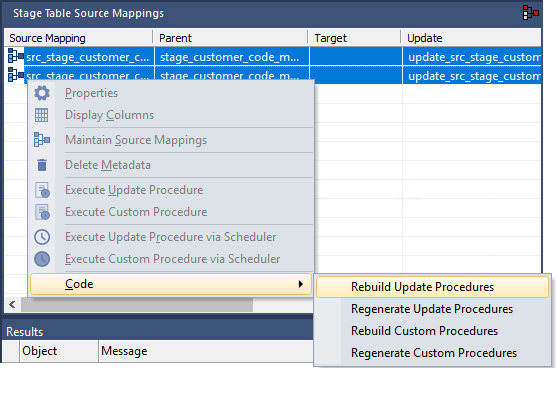 Stage Table Source Mappings
Source Mapping Parent Target Update
src_stage_customer_c... stage_customer_code_m... update_src_stage_custom
src_stage_customer_c... stage_customer_code_m... update_src_stage_custom
Properties
Display Columns
Maintain Source Mappings
Delete Metadata
Execute Update Procedure
Execute Custom Procedure
Execute Update Procedure via Scheduler
Execute Custom Procedure via Scheduler
Code
Rebuild Update Procedures
Regenerate Update Procedures
Rebuild Custom Procedures
Regenerate Custom Procedures
Results
Object Message